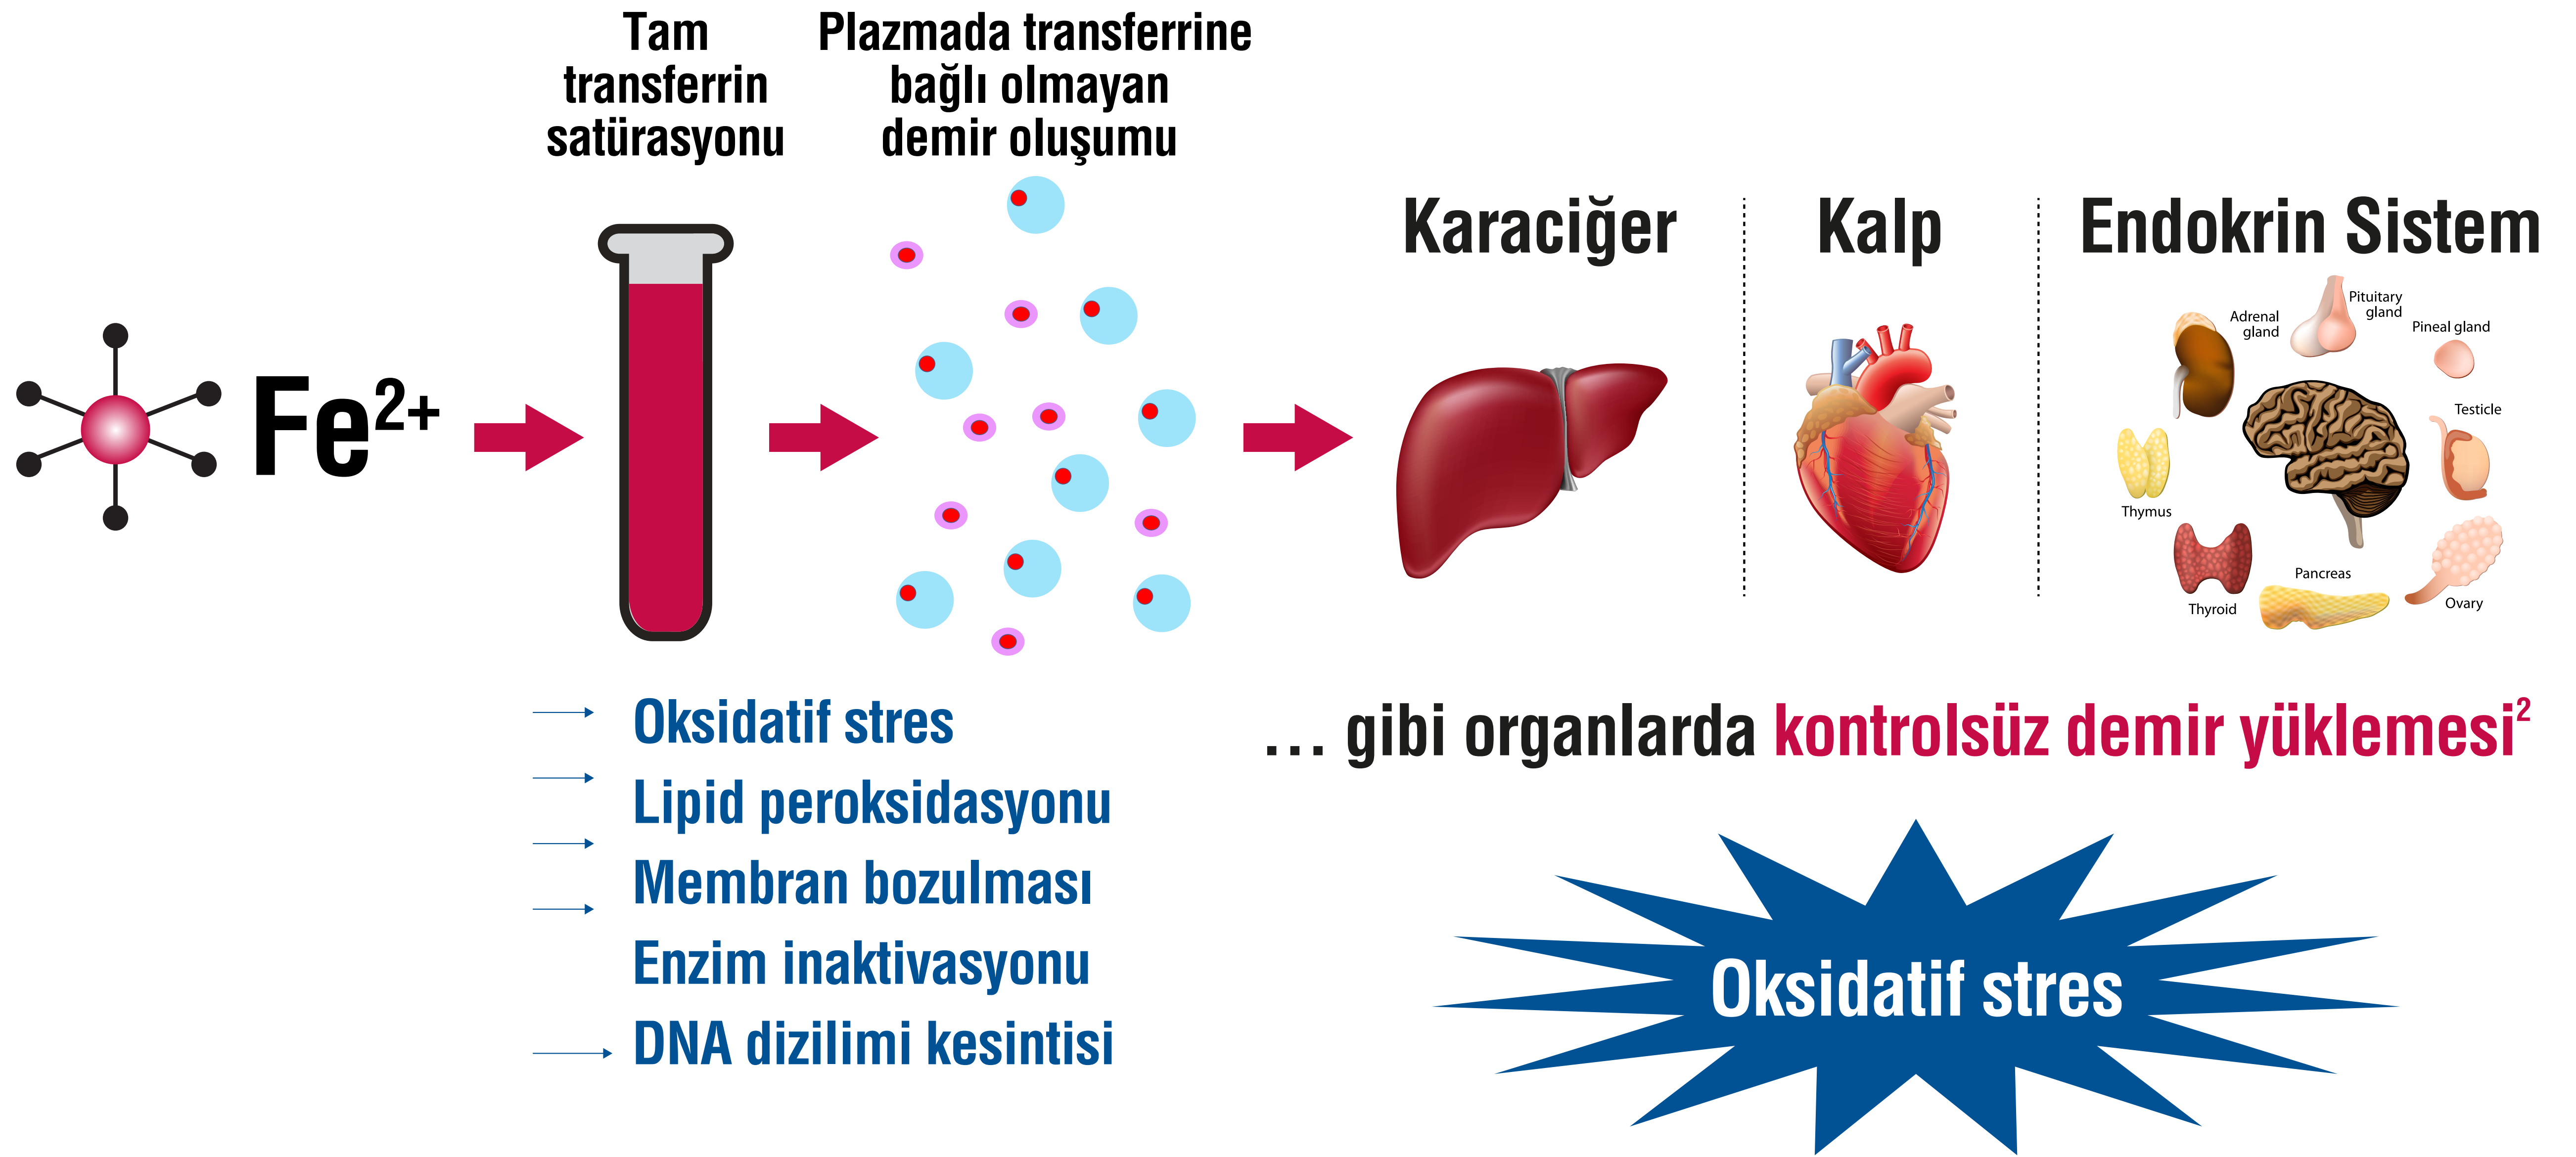 Tam
transferrin
satürasyonu
Plazmada transferrine
bağlı olmayan
demir oluşumu
Fe²⁺
Karaciğer
Kalp
Endokrin Sistem
Pituitary
gland
Adrenal
gland
Pineal gland
Testicle
Thymus
Pancreas
Thyroid
Ovary
Oksidatif stres
Lipid peroksidasyonu
Membran bozulması
Enzim inaktivasyonu
DNA dizilimi kesintisi
... gibi organlarda kontrolsüz demir yüklemesi²
Oksidatif stres